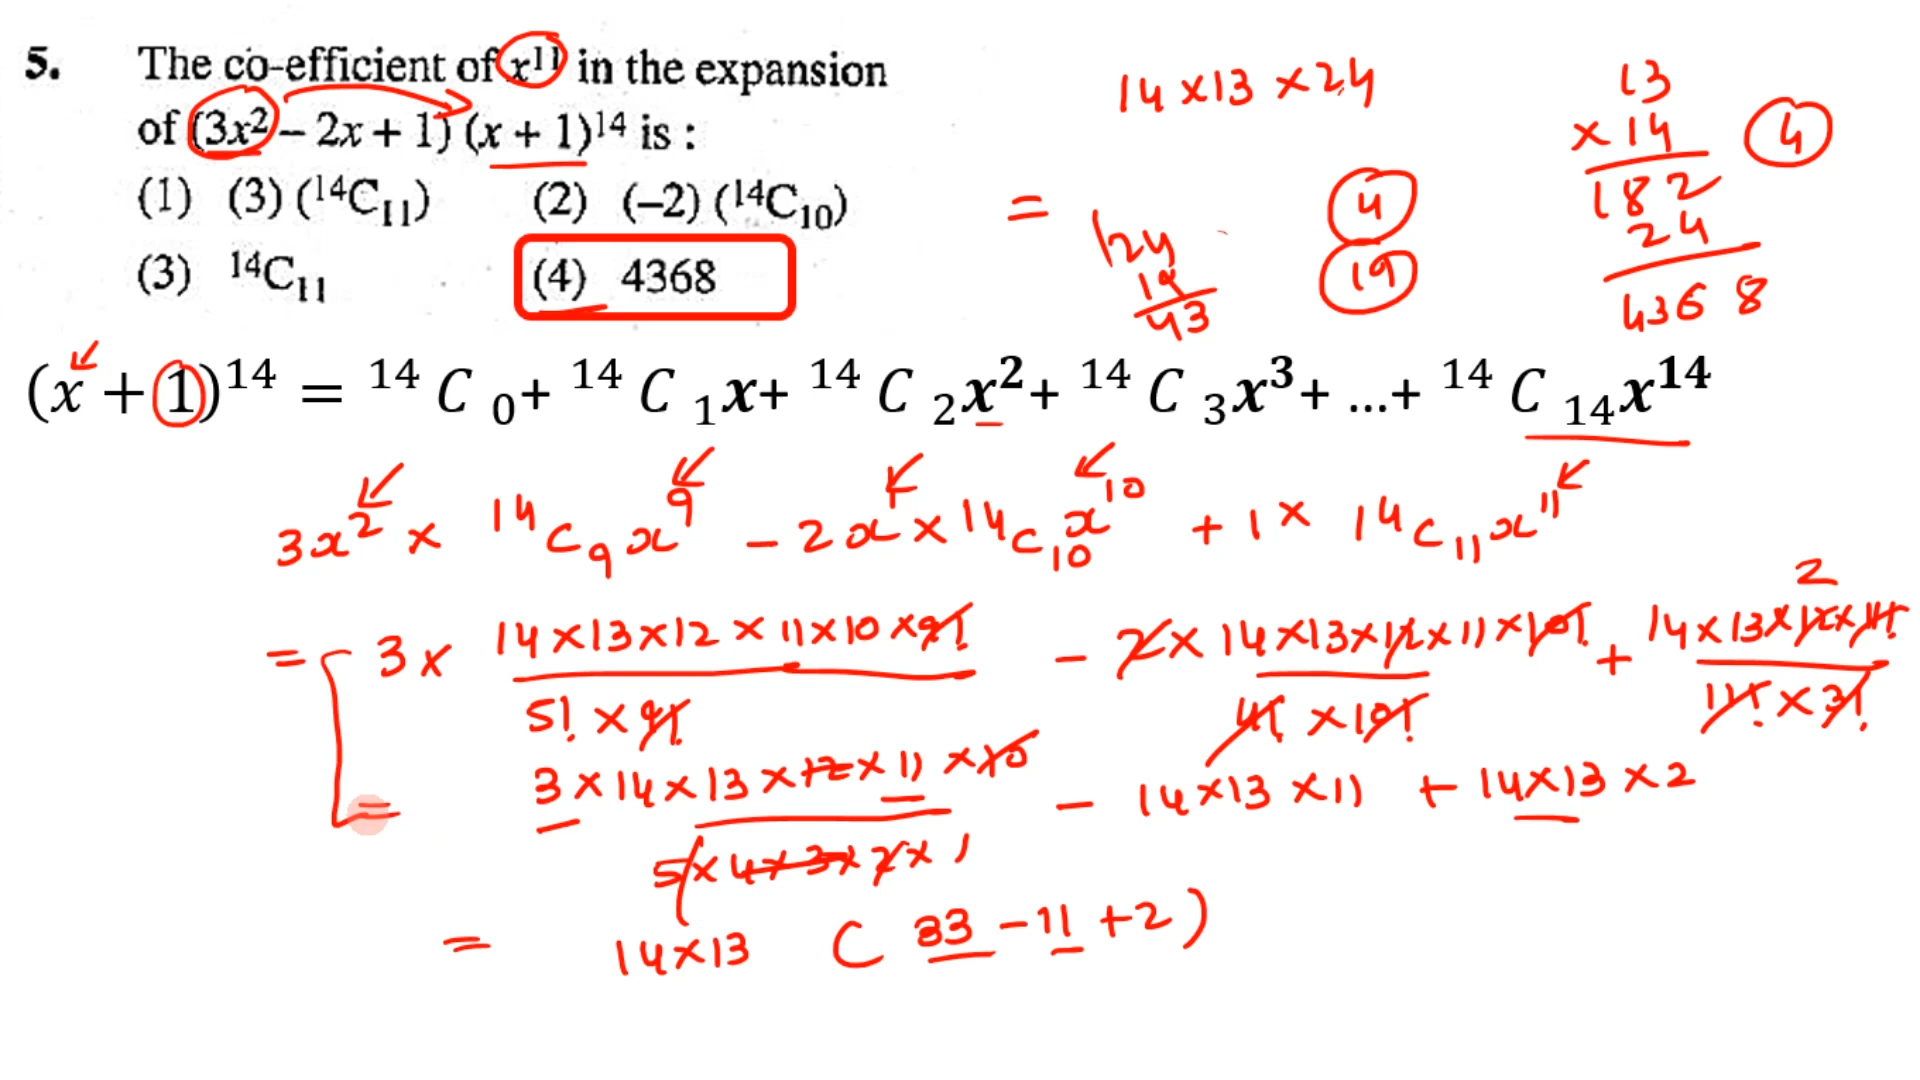 5. The co-efficient of x¹¹ in the expansion
of (3x² – 2x + 1) (x + 1)¹⁴ is :
(1) (3) (¹⁴C₁₁) (2) (–2) (¹⁴C₁₀)
(3) ¹⁴C₁₁ (4) 4368
14 × 13 × 24
=
124
19
43
4
19
13
× 14
182
24
4368
4
(x + 1)¹⁴ = ¹⁴C₀ + ¹⁴C₁x + ¹⁴C₂x² + ¹⁴C₃x³ + ... + ¹⁴C₁₄x¹⁴
3x² × ¹⁴C₉x⁹ – 2x × ¹⁴C₁₀x¹⁰ + 1 × ¹⁴C₁₁x¹¹
2
= 3 × 14×13×12×11×10×9! – 2 × 14×13×12×11×10! + 14×13×12×11!
5! × 9! 4! × 10! 11! × 3!
= 3 × 14 × 13 × 12 × 11 × 10 – 14 × 13 × 11 + 14 × 13 × 2
5 × 4 × 3 × 2 × 1
= 14 × 13 ( 33 – 11 + 2 )